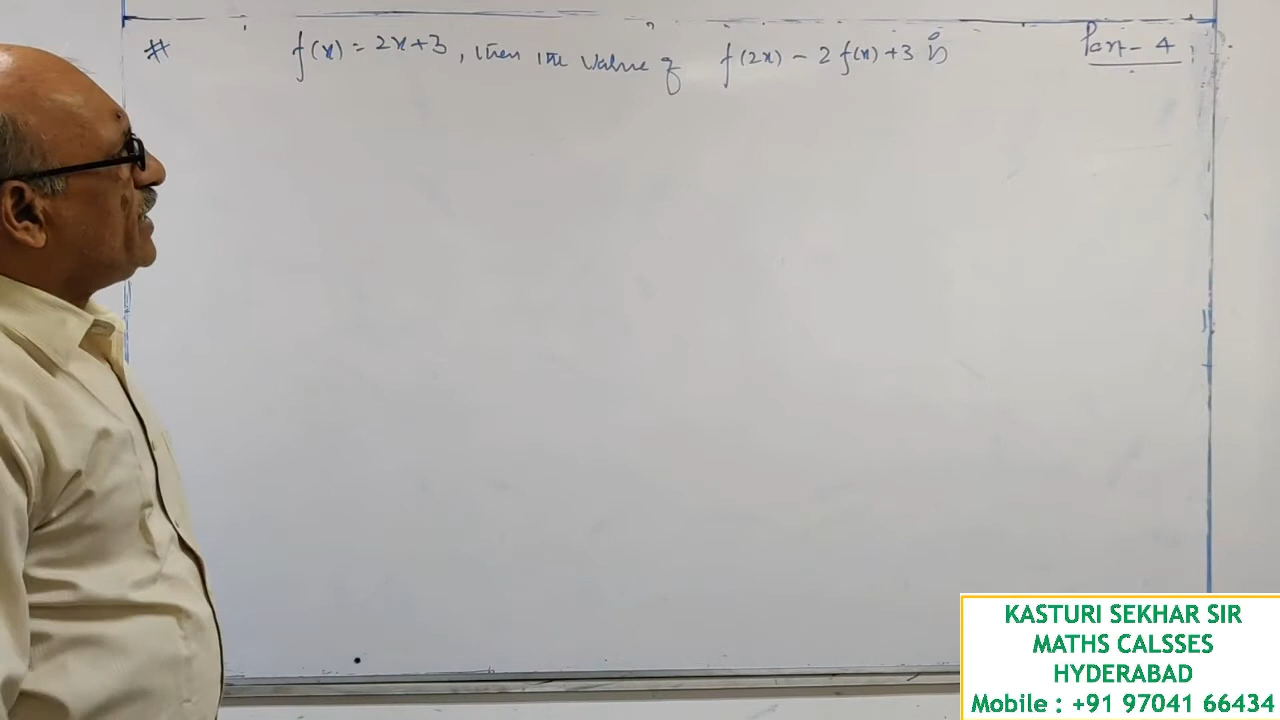 # f(x) = 2x+3, then the value of f(2x) - 2 f(x) + 3 is
Part - 4
KASTURI SEKHAR SIR
MATHS CALSSES
HYDERABAD
Mobile : +91 97041 66434